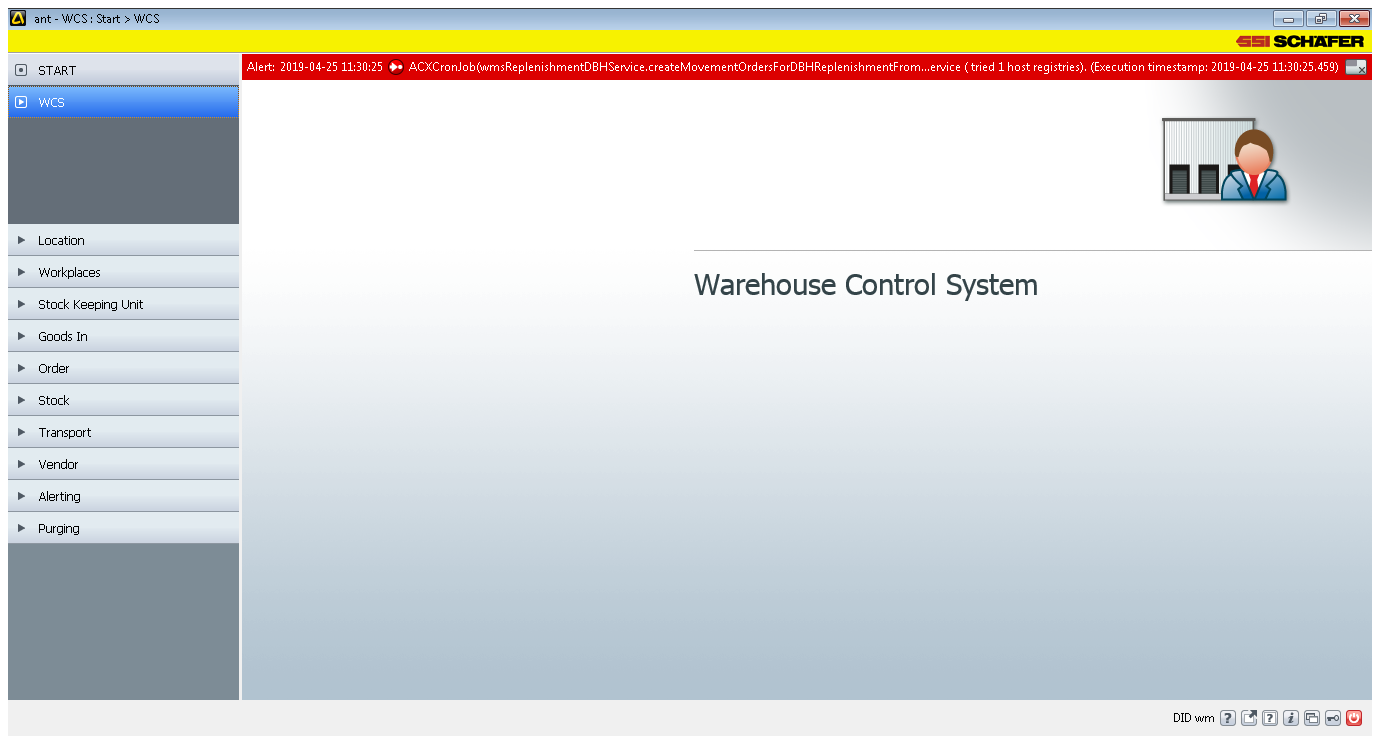 ant - WCS : Start > WCS
SSI SCHÄFER
START
Alert: 2019-04-25 11:30:25 ACXCronJob(wmsReplenishmentDBHService.createMovementOrdersForDBHReplenishmentFrom...ervice ( tried 1 host registries). (Execution timestamp: 2019-04-25 11:30:25.459)
WCS
Location
Workplaces
Stock Keeping Unit
Goods In
Order
Stock
Transport
Vendor
Alerting
Purging
Warehouse Control System
DID wm